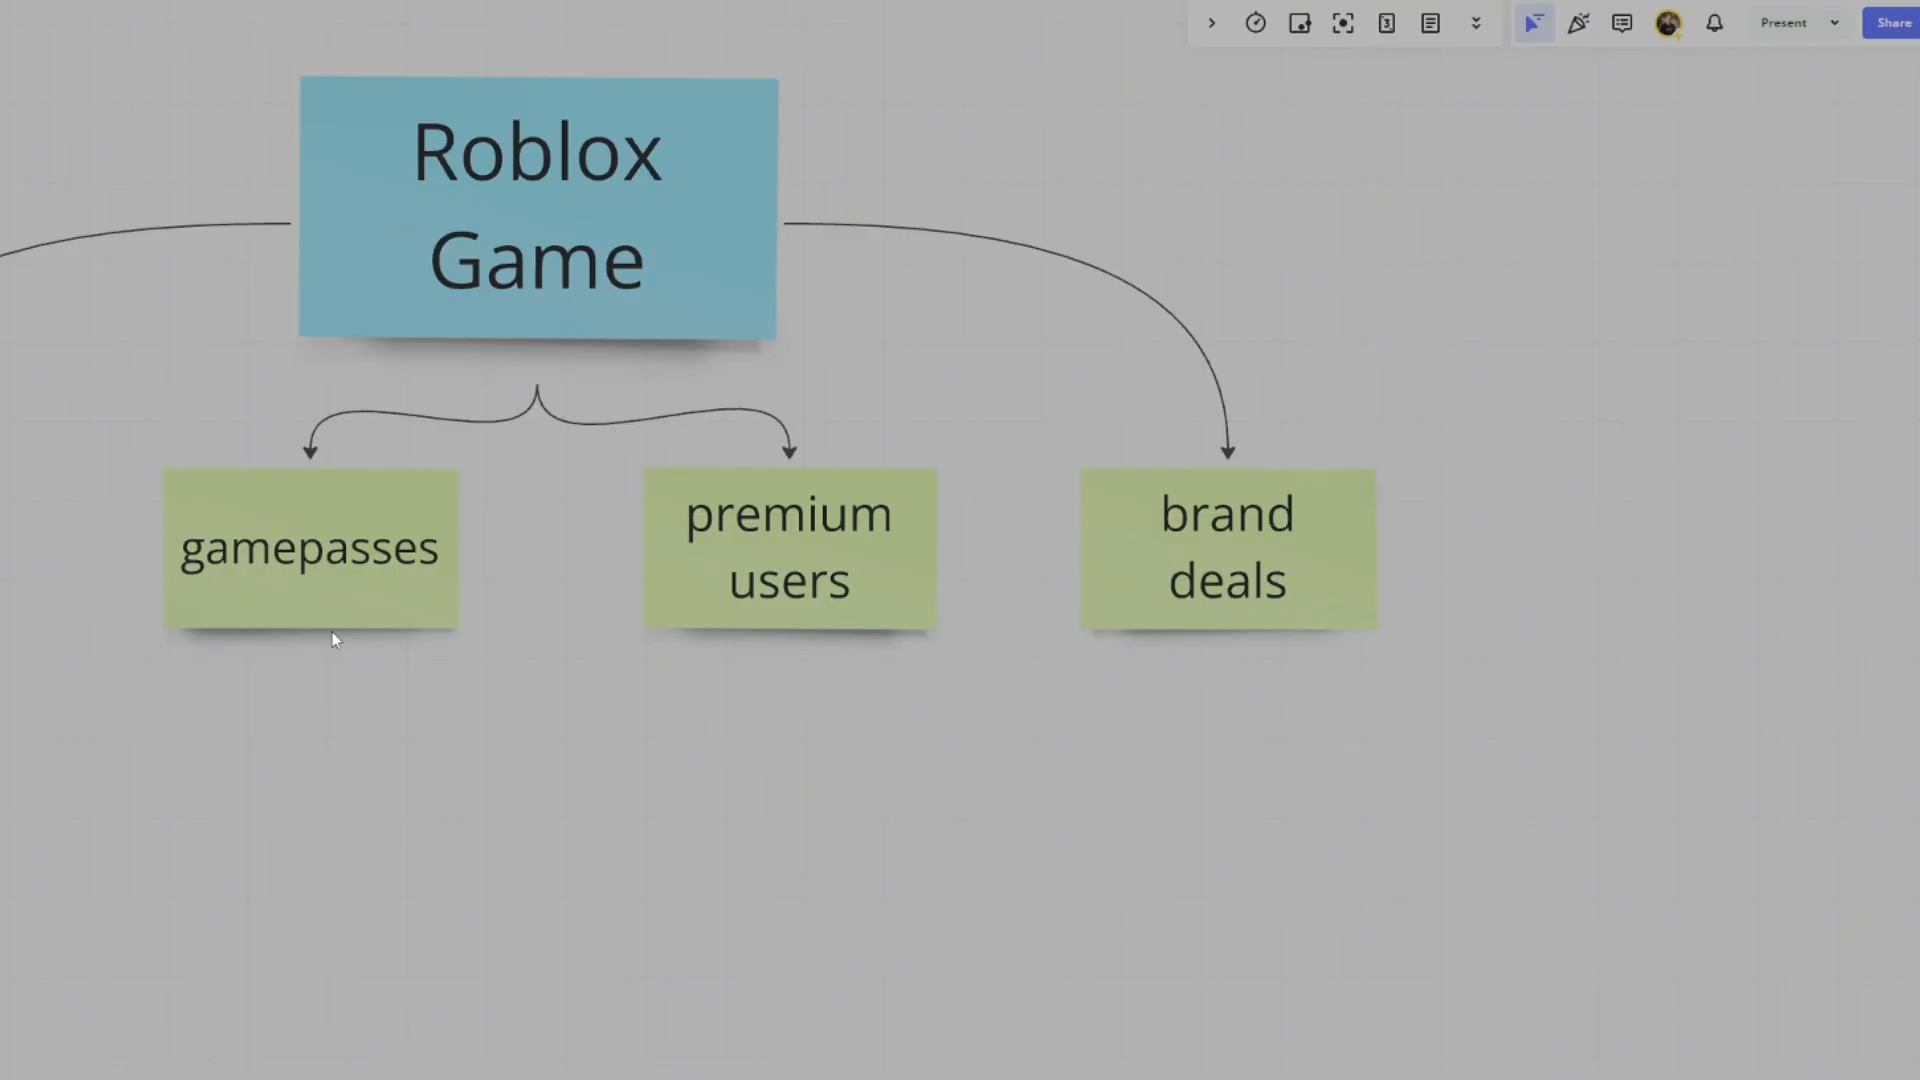 Present
Share
Roblox
Game
gamepasses
premium
users
brand
deals